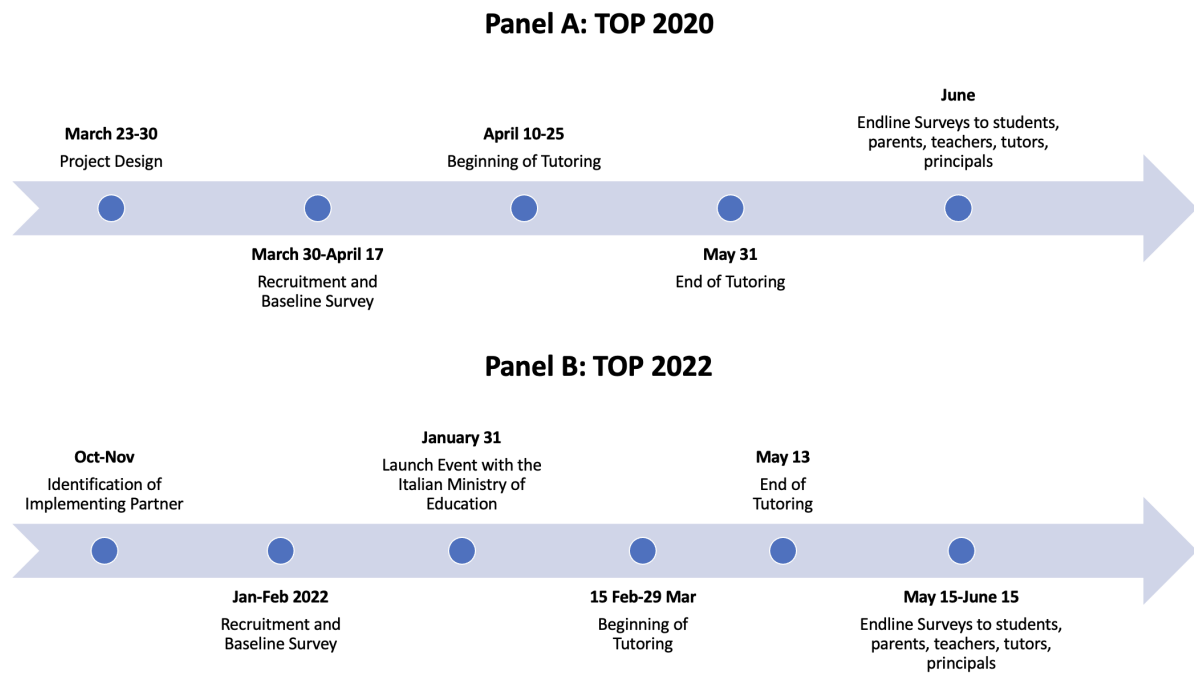 Panel A: TOP 2020
March 23-30
Project Design
March 30-April 17
Recruitment and
Baseline Survey
April 10-25
Beginning of Tutoring
May 31
End of Tutoring
June
Endline Surveys to students,
parents, teachers, tutors,
principals
Panel B: TOP 2022
Oct-Nov
Identification of
Implementing Partner
Jan-Feb 2022
Recruitment and
Baseline Survey
January 31
Launch Event with the
Italian Ministry of
Education
15 Feb-29 Mar
Beginning of
Tutoring
May 13
End of
Tutoring
May 15-June 15
Endline Surveys to students,
parents, teachers, tutors,
principals